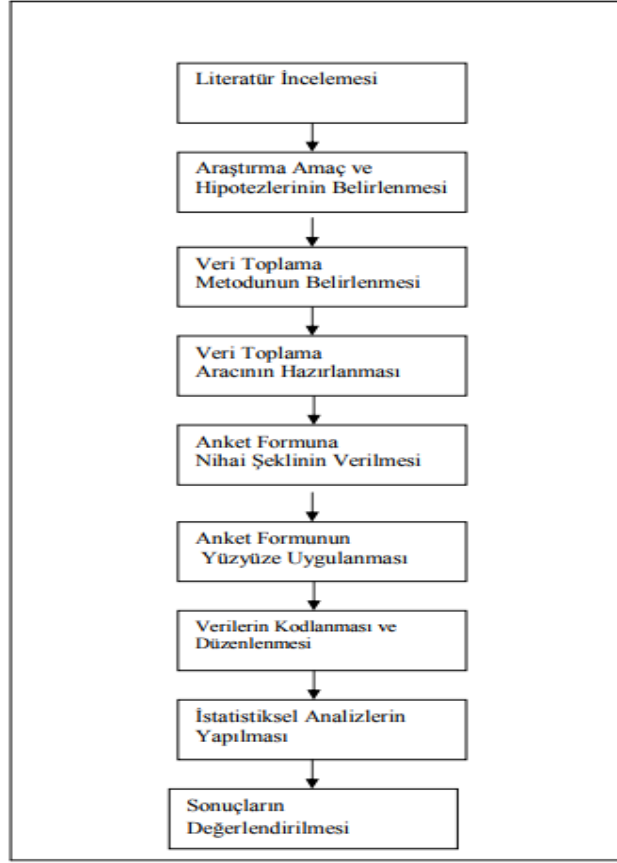 Literatür İncelemesi
Araştırma Amaç ve
Hipotezlerinin Belirlenmesi
Veri Toplama
Metodunun Belirlenmesi
Veri Toplama
Aracının Hazırlanması
Anket Formuna
Nihai Şeklinin Verilmesi
Anket Formunun
Yüzyüze Uygulanması
Verilerin Kodlanması ve
Düzenlenmesi
İstatistiksel Analizlerin
Yapılması
Sonuçların
Değerlendirilmesi